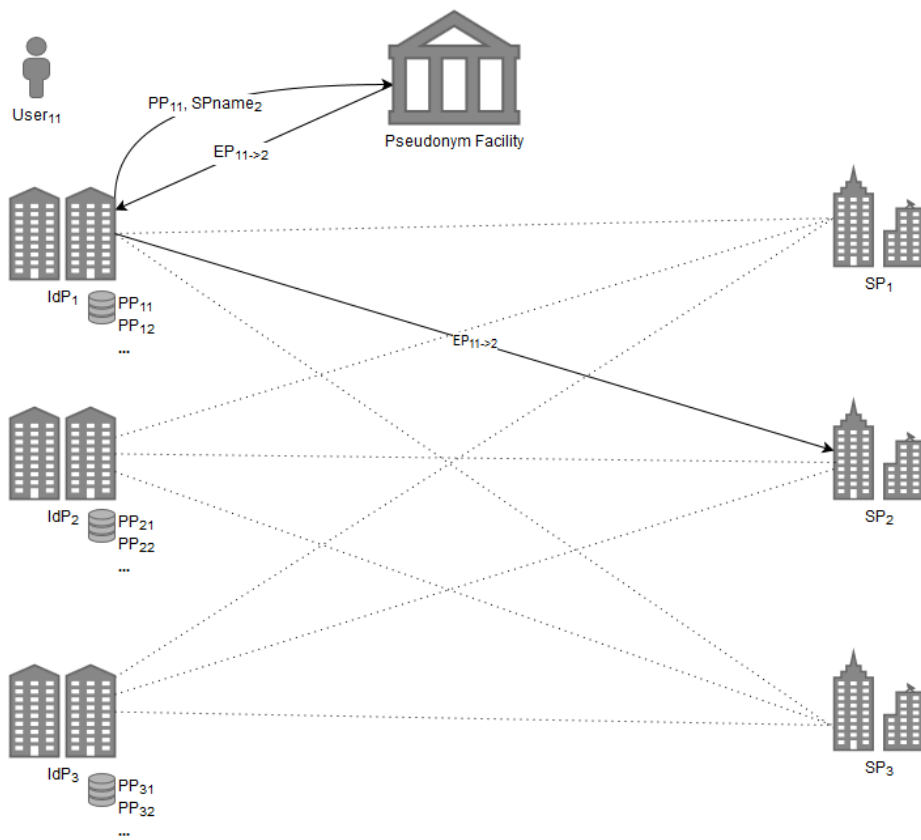 User₁₁
PP₁₁, SPname₂
EP₁₁->₂
Pseudonym Facility
IdP₁
PP₁₁
PP₁₂
...
SP₁
EP₁₁->₂
IdP₂
PP₂₁
PP₂₂
...
SP₂
IdP₃
PP₃₁
PP₃₂
...
SP₃